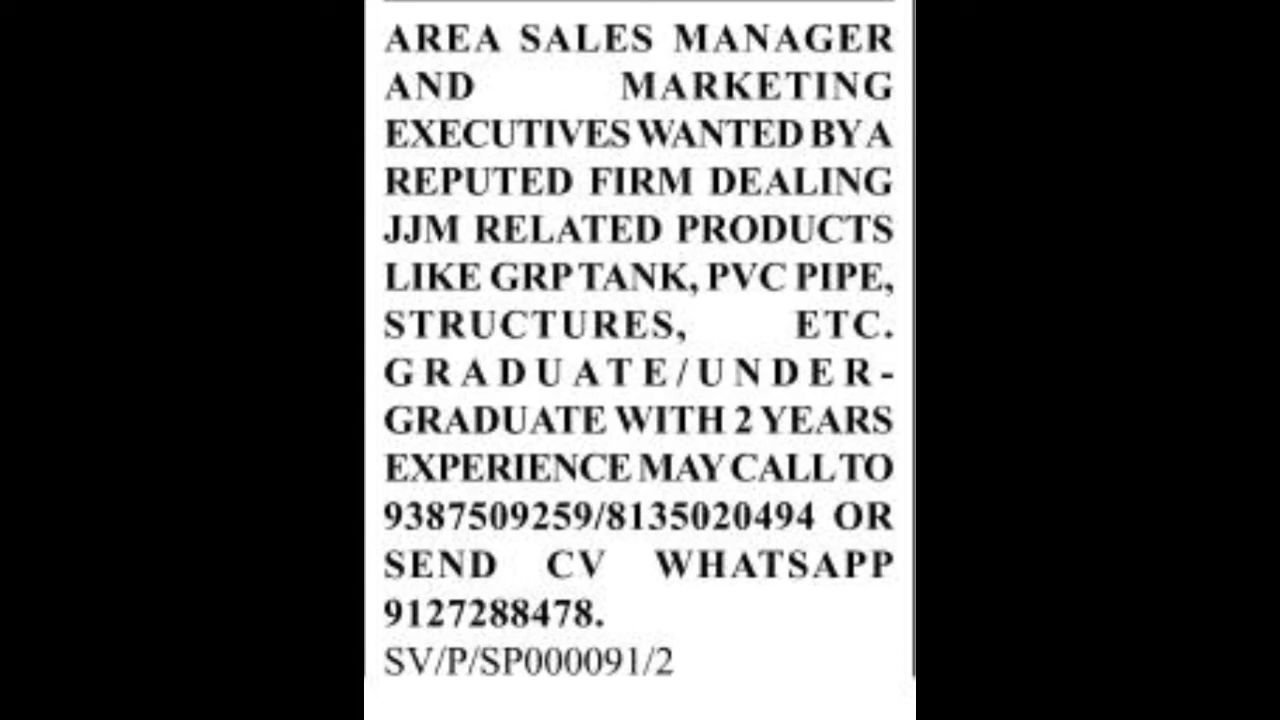 AREA SALES MANAGER
AND MARKETING
EXECUTIVES WANTED BY A
REPUTED FIRM DEALING
JJM RELATED PRODUCTS
LIKE GRP TANK, PVC PIPE,
STRUCTURES, ETC.
GRADUATE/UNDER-
GRADUATE WITH 2 YEARS
EXPERIENCE MAY CALL TO
9387509259/8135020494 OR
SEND CV WHATSAPP
9127288478.
SV/P/SP000091/2